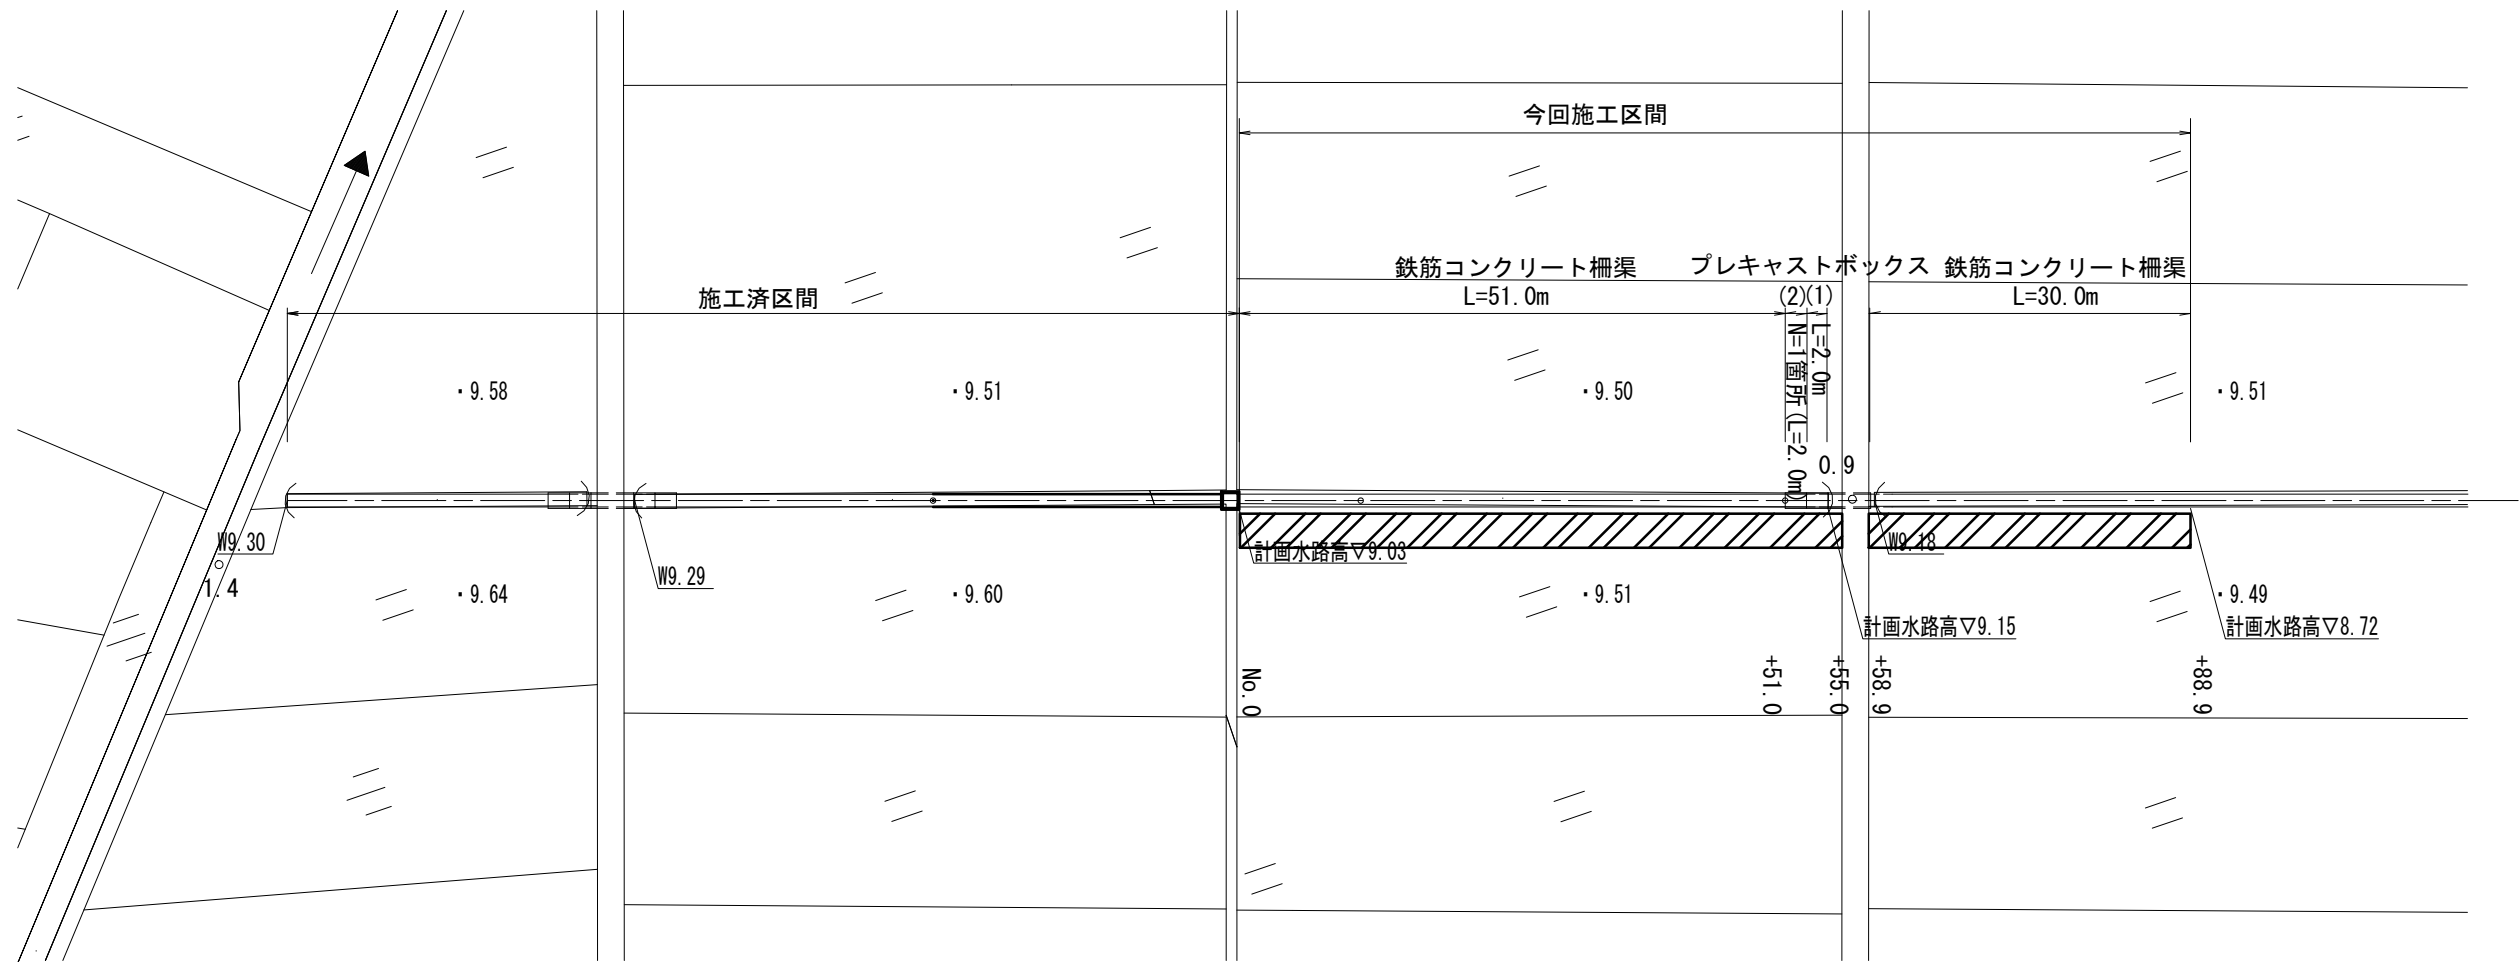 今回施工区間
鉄筋コンクリート柵渠
L=51.0m
プレキャストボックス
(2)(1)
鉄筋コンクリート柵渠
L=30.0m
施工済区間
N=1箇所(L=2.0m)
L=2.0m
・9.58
・9.51
・9.50
・9.51
0.9
W9.30
1.4
W9.29
計画水路高▽9.03
W9.18
・9.64
・9.60
・9.51
・9.49
計画水路高▽9.15
計画水路高▽8.72
No.0
+51.0
+55.0
+58.9
+88.9